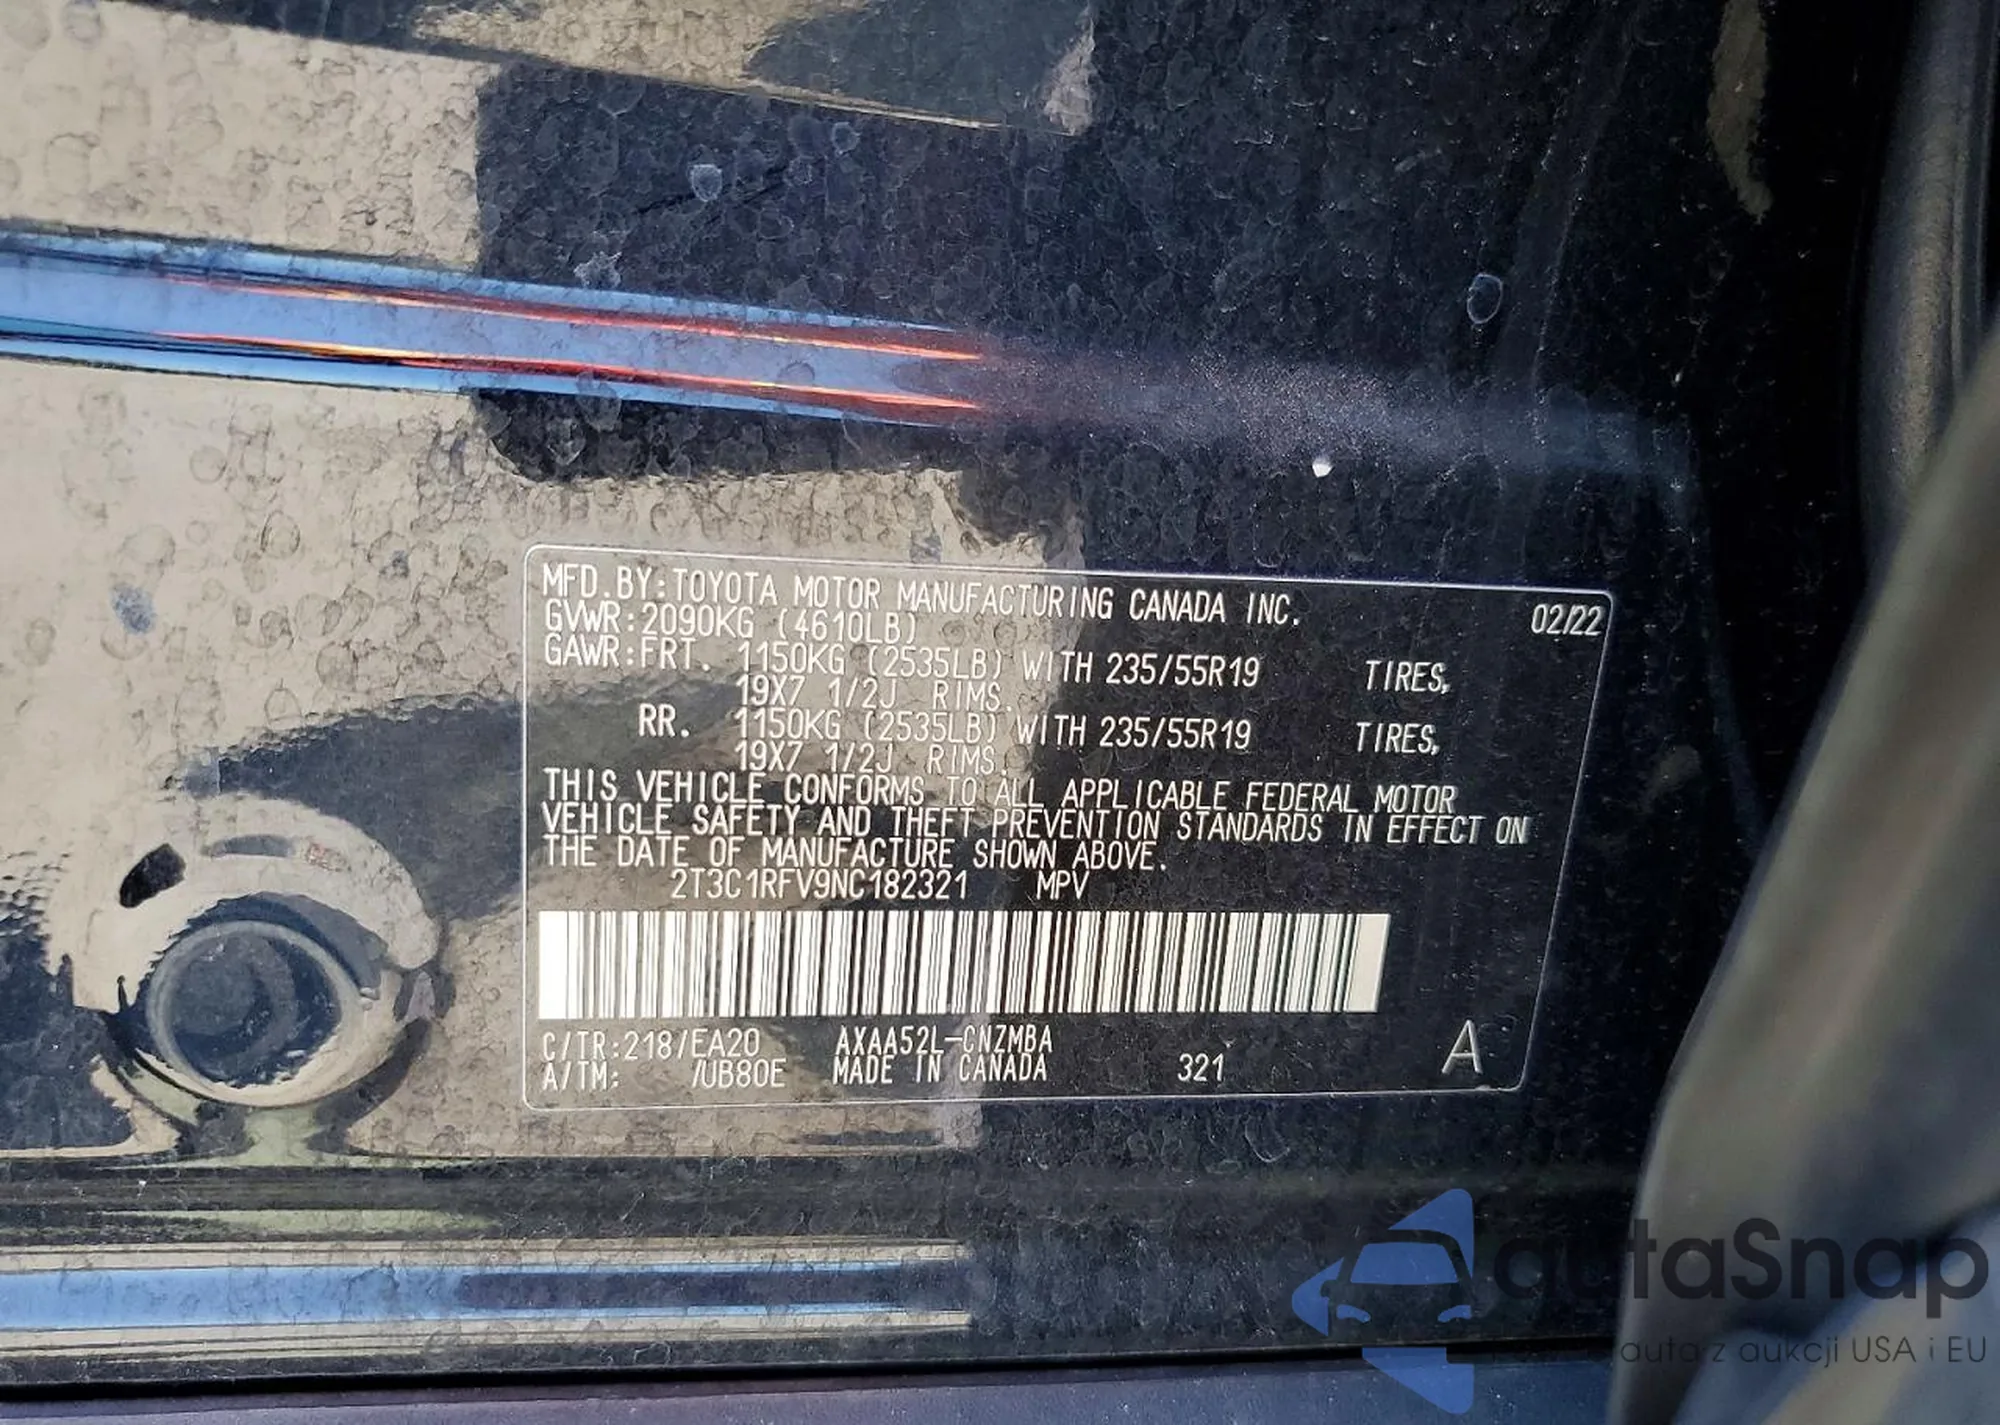 MFD.BY:TOYOTA MOTOR MANUFACTURING CANADA INC. 02/22
GVWR:2090KG (4610LB)
GAWR:FRT. 1150KG (2535LB) WITH 235/55R19 TIRES,
19X7 1/2J RIMS.
RR. 1150KG (2535LB) WITH 235/55R19 TIRES,
19X7 1/2J RIMS.
THIS VEHICLE CONFORMS TO ALL APPLICABLE FEDERAL MOTOR
VEHICLE SAFETY AND THEFT PREVENTION STANDARDS IN EFFECT ON
THE DATE OF MANUFACTURE SHOWN ABOVE.
2T3C1RFV9NC182321 MPV
C/TR:218/EA20 AXAA52L-CNZMBA
A/TM: /UB80E MADE IN CANADA 321 A
autaSnap
auta z aukcji USA i EU